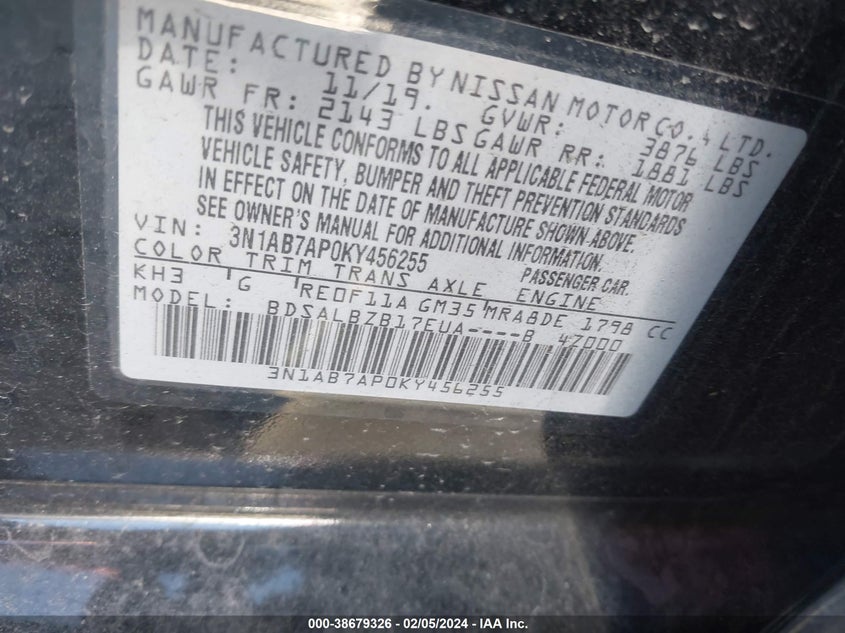 MANUFACTURED BY NISSAN MOTOR CO., LTD.
DATE: 11/19. GVWR: 3876 LBS
GAWR FR: 2143 LBS GAWR RR: 1881 LBS
THIS VEHICLE CONFORMS TO ALL APPLICABLE FEDERAL MOTOR
VEHICLE SAFETY, BUMPER AND THEFT PREVENTION STANDARDS
IN EFFECT ON THE DATE OF MANUFACTURE SHOWN ABOVE.
SEE OWNER'S MANUAL FOR ADDITIONAL INFORMATION.
VIN: 3N1AB7AP0KY456255 PASSENGER CAR.
COLOR TRIM TRANS AXLE ENGINE
KH3 G RE0F11A GM35 MRA8DE 1798 CC
MODEL: BDSALBZB17EUA----B 4Z000
3N1AB7AP0KY456255
000-38679326 - 02/05/2024 - IAA Inc.